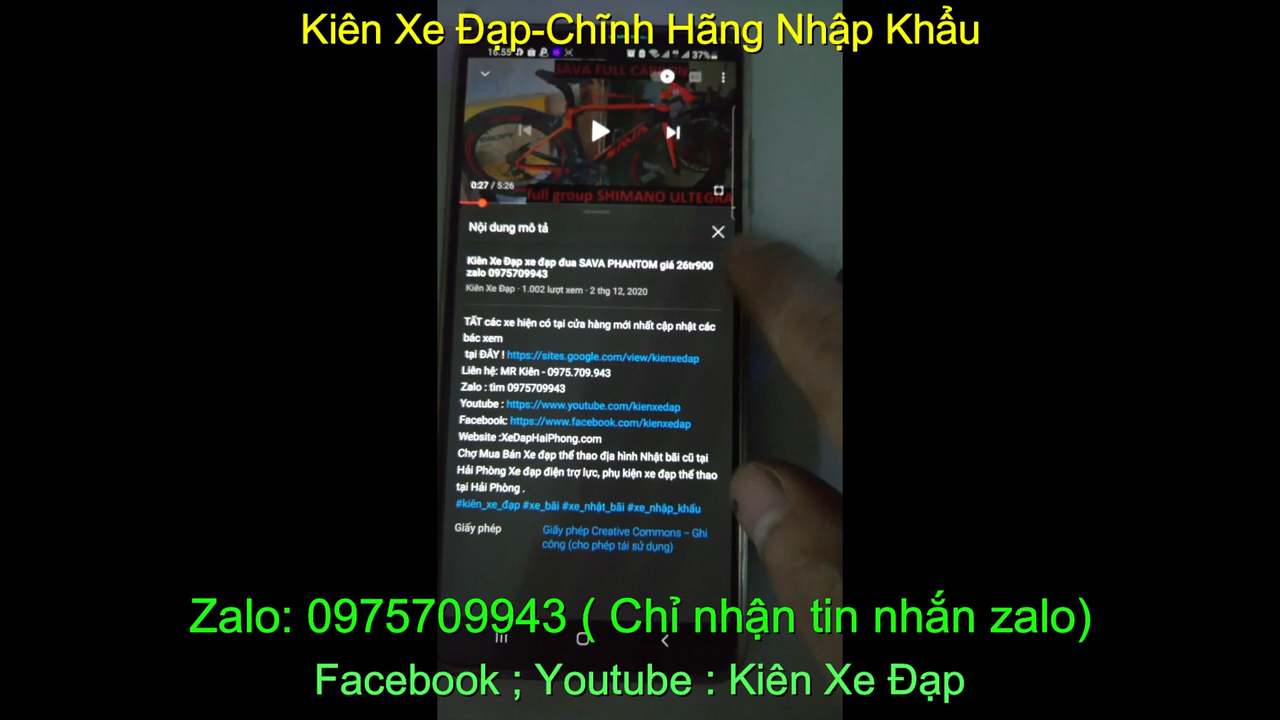 Kiên Xe Đạp-Chĩnh Hãng Nhập Khẩu
16:55
37%
SAVA FULL CARBON
SAVA
0:27 / 5:26
full group SHIMANO ULTEGRA
Nội dung mô tả
Kiên Xe Đạp xe đạp đua SAVA PHANTOM giá 26tr900
zalo 0975709943
Kiên Xe Đạp · 1.002 lượt xem · 2 thg 12, 2020
TẤT các xe hiện có tại cửa hàng mới nhất cập nhật các
bác xem
tại ĐÂY ! https://sites.google.com/view/kienxedap
Liên hệ: MR Kiên - 0975.709.943
Zalo : tìm 0975709943
Youtube : https://www.youtube.com/kienxedap
Facebook: https://www.facebook.com/kienxedap
Website :XeDapHaiPhong.com
Chợ Mua Bán Xe đạp thể thao địa hình Nhật bãi cũ tại
Hải Phòng Xe đạp điện trợ lực, phụ kiện xe đạp thể thao
tại Hải Phòng .
#kiên_xe_đạp #xe_bãi #xe_nhật_bãi #xe_nhập_khẩu
Giấy phép Giấy phép Creative Commons – Ghi
công (cho phép tái sử dụng)
Zalo: 0975709943 ( Chỉ nhận tin nhắn zalo)
Facebook ; Youtube : Kiên Xe Đạp